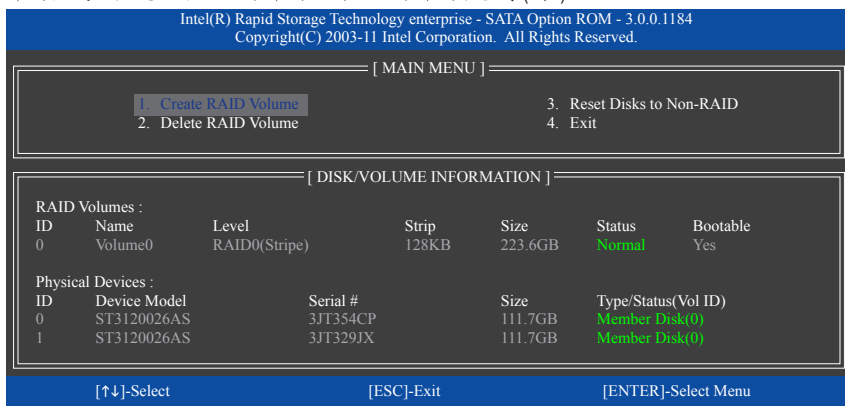 Intel(R) Rapid Storage Technology enterprise - SATA Option ROM - 3.0.0.1184
Copyright(C) 2003-11 Intel Corporation. All Rights Reserved.
[ MAIN MENU ]
1. Create RAID Volume 3. Reset Disks to Non-RAID
2. Delete RAID Volume 4. Exit
[ DISK/VOLUME INFORMATION ]
RAID Volumes :
ID Name Level Strip Size Status Bootable
0 Volume0 RAID0(Stripe) 128KB 223.6GB Normal Yes
Physical Devices :
ID Device Model Serial # Size Type/Status(Vol ID)
0 ST3120026AS 3JT354CP 111.7GB Member Disk(0)
1 ST3120026AS 3JT329JX 111.7GB Member Disk(0)
[↑↓]-Select [ESC]-Exit [ENTER]-Select Menu